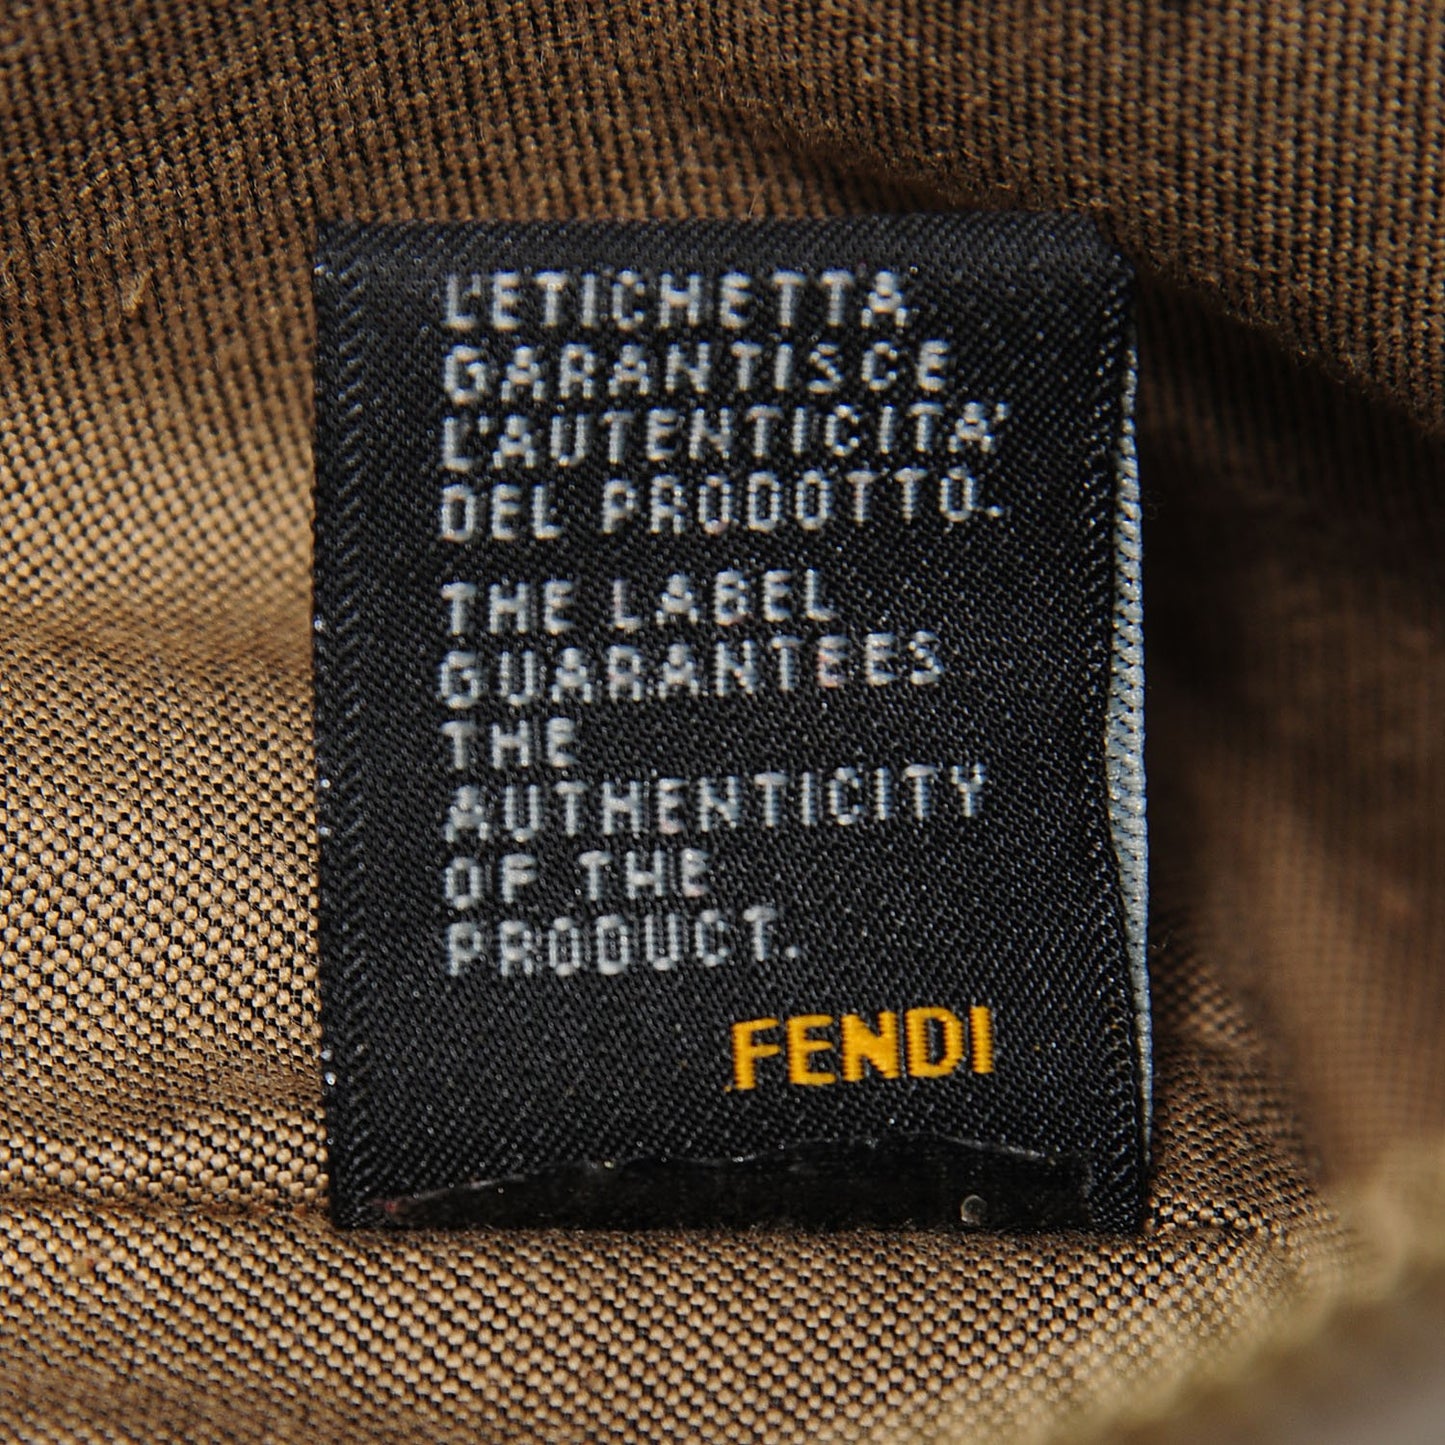 L'ETICHETTA
GARANTISCE
L'AUTENTICITA'
DEL PRODOTTO.
THE LABEL
GUARANTEES
THE
AUTHENTICITY
OF THE
PRODUCT.
FENDI